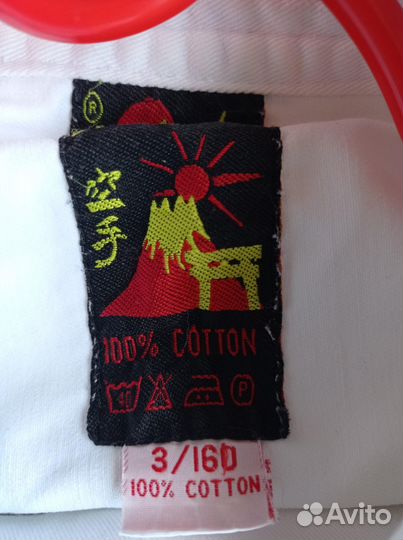 ®
空手
100% COTTON
40 P
3/160
100% COTTON
Avito